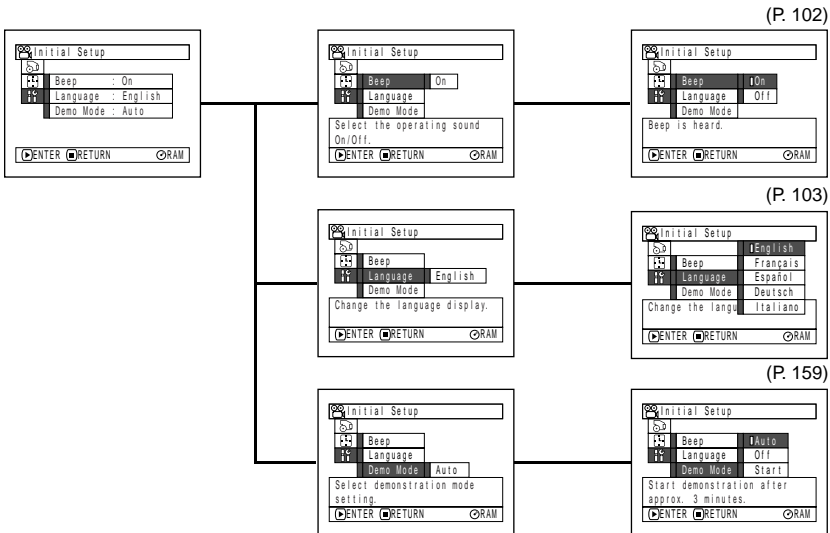 (P. 102)
Initial Setup
Beep : On
Language : English
Demo Mode : Auto
ENTER RETURN RAM
Initial Setup
Beep On
Language
Demo Mode
Select the operating sound
On/Off.
ENTER RETURN RAM
Initial Setup
Beep On
Language Off
Demo Mode
Beep is heard.
ENTER RETURN RAM
(P. 103)
Initial Setup
Beep
Language English
Demo Mode
Change the language display.
ENTER RETURN RAM
Initial Setup
English
Beep Français
Language Español
Demo Mode Deutsch
Change the langu Italiano
ENTER RETURN RAM
(P. 159)
Initial Setup
Beep
Language
Demo Mode Auto
Select demonstration mode
setting.
ENTER RETURN RAM
Initial Setup
Beep Auto
Language Off
Demo Mode Start
Start demonstration after
approx. 3 minutes.
ENTER RETURN RAM